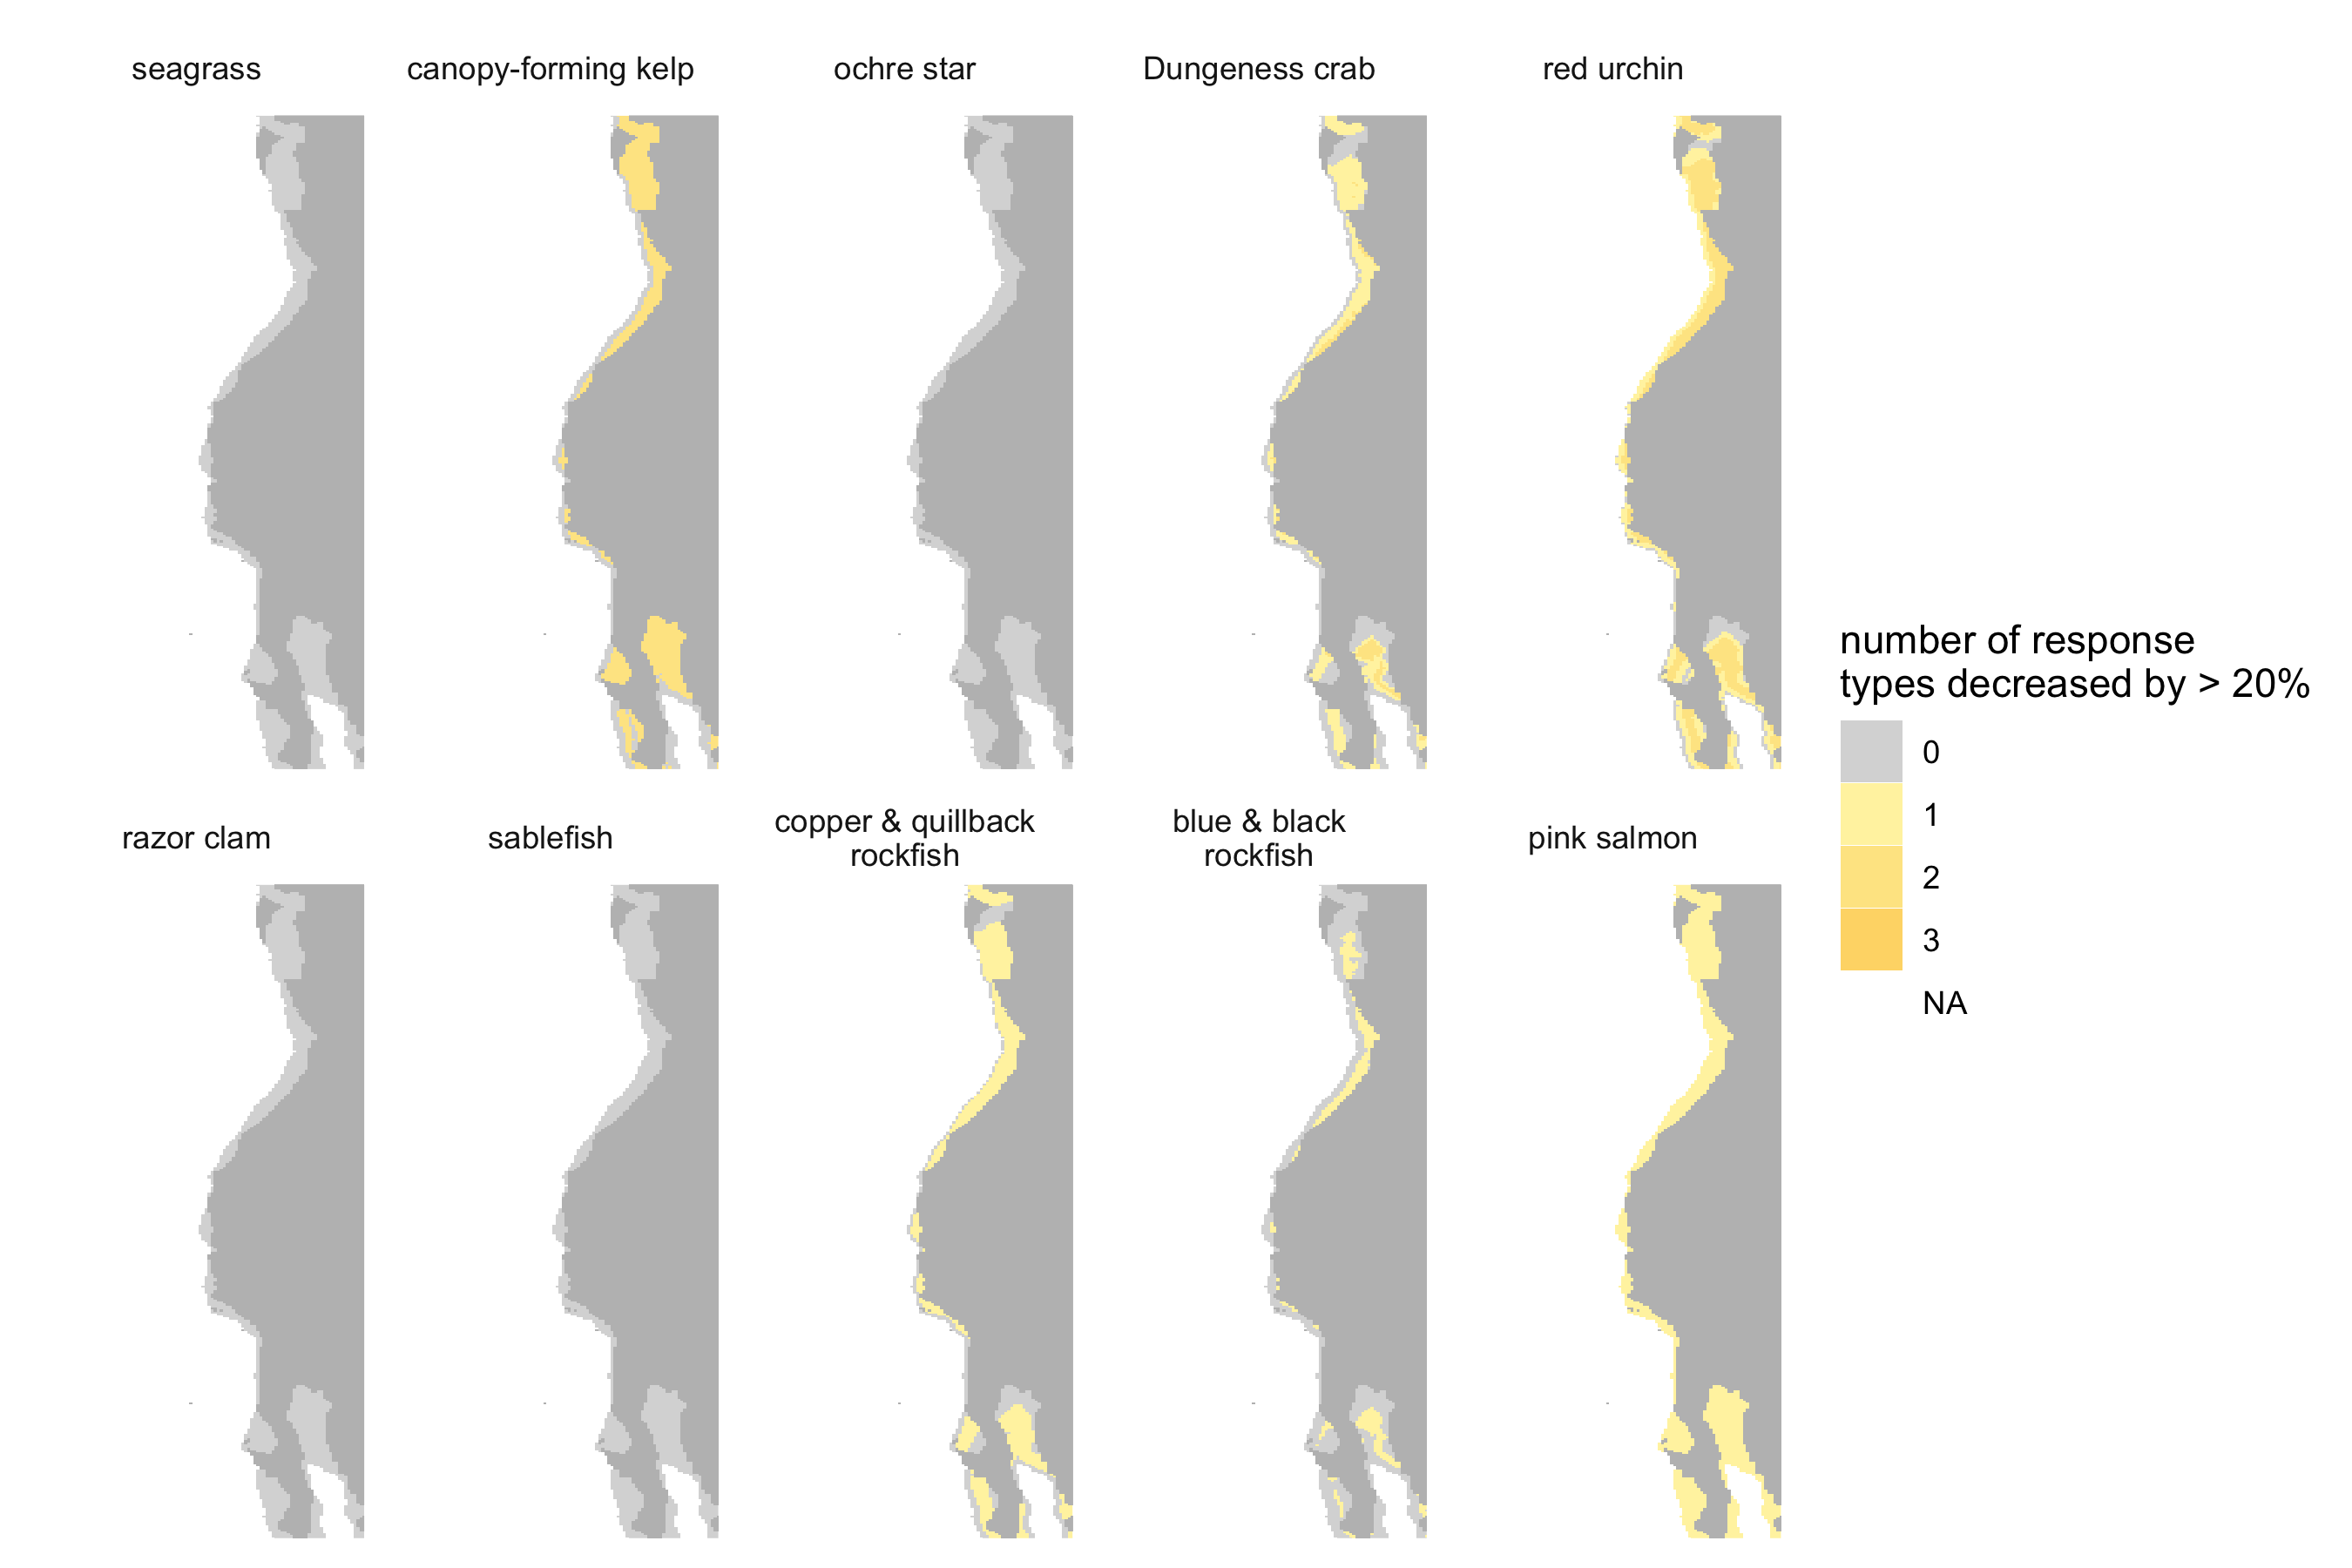 seagrass
canopy-forming kelp
ochre star
Dungeness crab
red urchin
number of response
types decreased by > 20%
0
1
2
3
NA
razor clam
sablefish
copper & quillback
rockfish
blue & black
rockfish
pink salmon